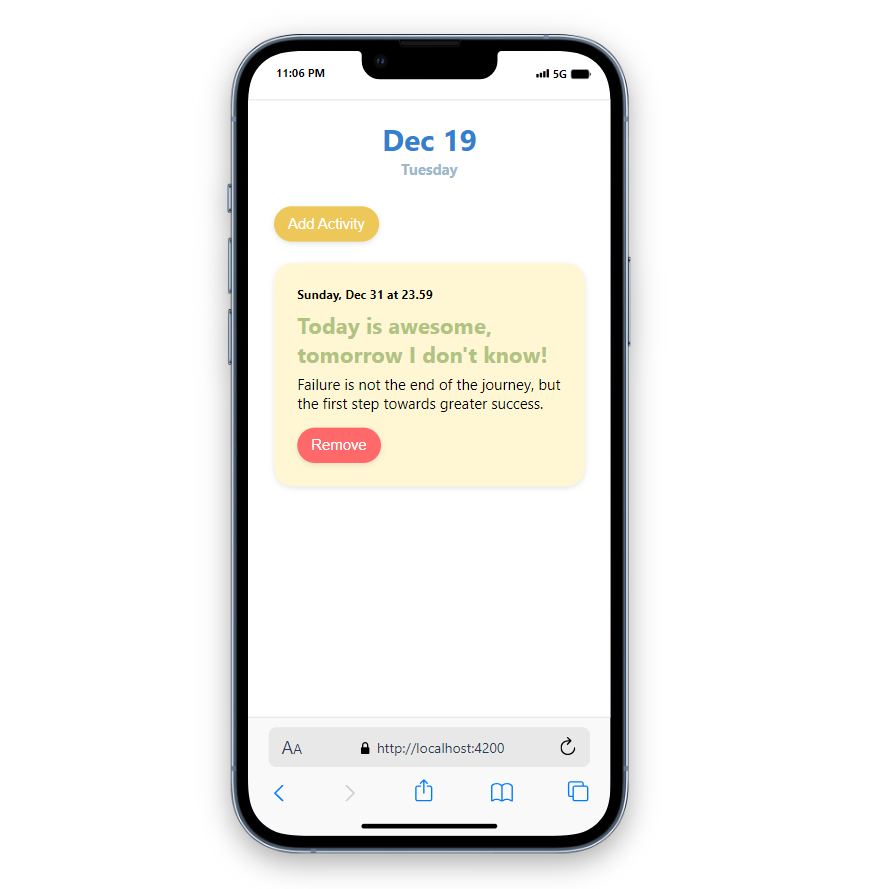 11:06 PM 5G
Dec 19
Tuesday
Add Activity
Sunday, Dec 31 at 23.59
Today is awesome,
tomorrow I don't know!
Failure is not the end of the journey, but
the first step towards greater success.
Remove
AA http://localhost:4200